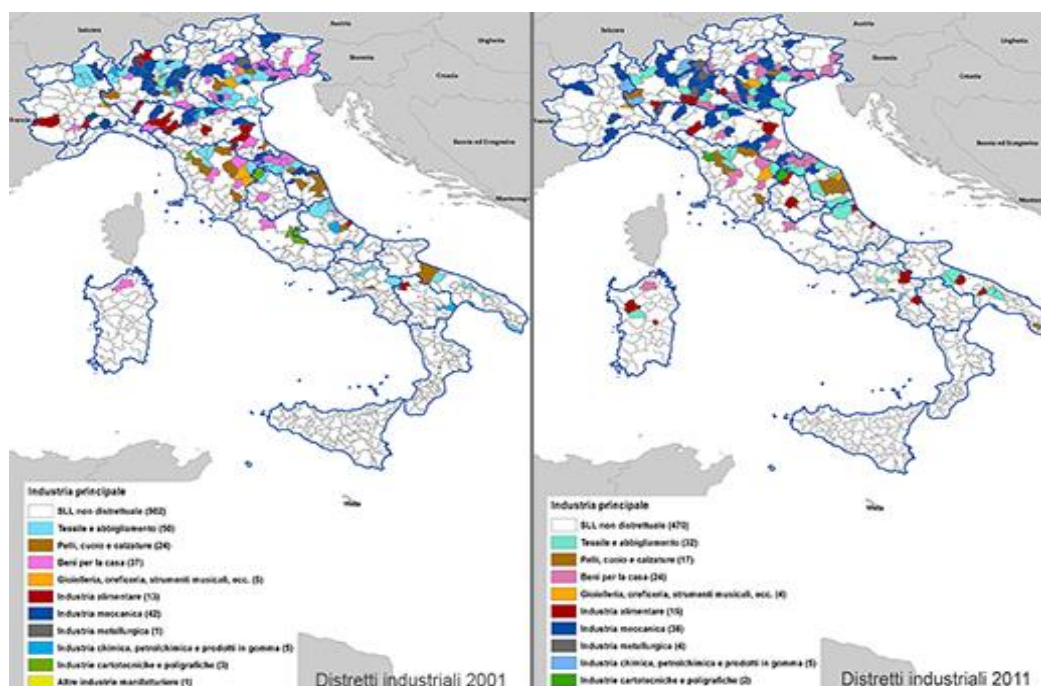 Svizzera
Austria
Ungheria
Slovenia
Croazia
Francia
Bosnia ed Erzegovina
Malta
Industria principale
SLL non distrettuale (502)
Tessile e abbigliamento (50)
Pelli, cuoio e calzature (24)
Beni per la casa (37)
Gioielleria, oreficeria, strumenti musicali, ecc. (5)
Industria alimentare (13)
Industria meccanica (42)
Industria metallurgica (1)
Industria chimica, petrolchimica e prodotti in gomma (5)
Industrie cartotecniche e poligrafiche (3)
Altre industrie manifatturiere (1)
Distretti industriali 2001
Svizzera
Austria
Ungheria
Slovenia
Croazia
Francia
Bosnia ed Erzegovina
Malta
Industria principale
SLL non distrettuale (470)
Tessile e abbigliamento (32)
Pelli, cuoio e calzature (17)
Beni per la casa (24)
Gioielleria, oreficeria, strumenti musicali, ecc. (4)
Industria alimentare (15)
Industria meccanica (38)
Industria metallurgica (4)
Industria chimica, petrolchimica e prodotti in gomma (5)
Industrie cartotecniche e poligrafiche (2)
Distretti industriali 2011